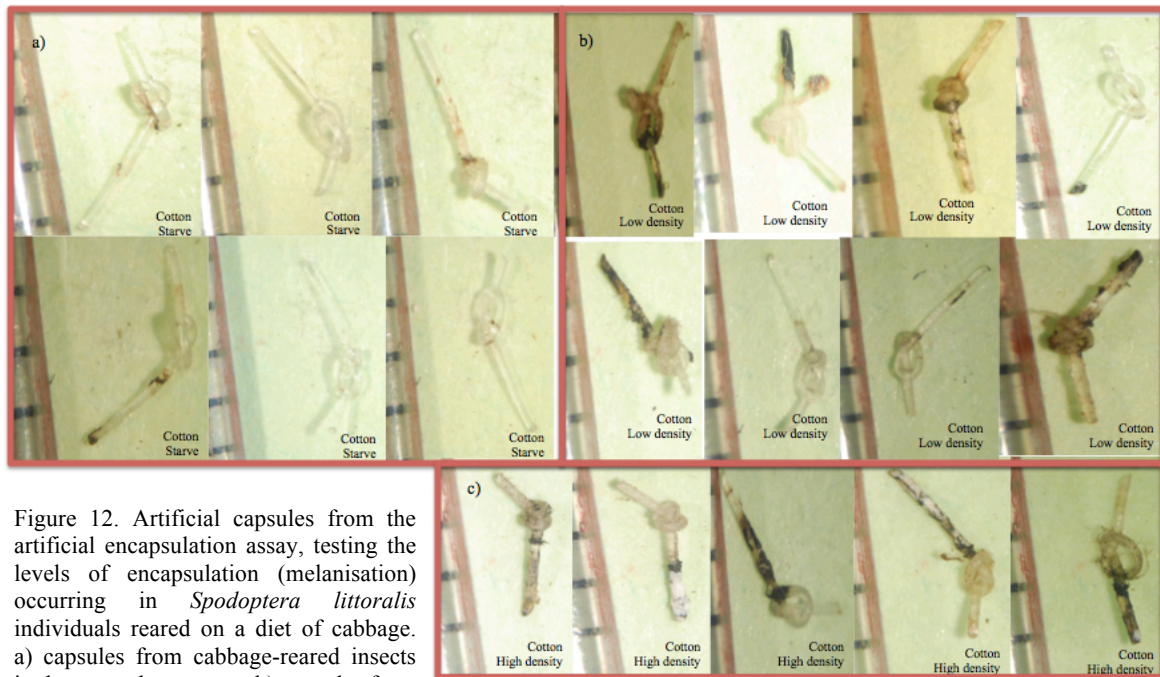 a)
Cotton
Starve
Cotton
Starve
Cotton
Starve
Cotton
Starve
Cotton
Starve
Cotton
Starve
b)
Cotton
Low density
Cotton
Low density
Cotton
Low density
Cotton
Low density
Cotton
Low density
Cotton
Low density
Cotton
Low density
Cotton
Low density
c)
Cotton
High density
Cotton
High density
Cotton
High density
Cotton
High density
Cotton
High density
Figure 12. Artificial capsules from the
artificial encapsulation assay, testing the
levels of encapsulation (melanisation)
occurring in Spodoptera littoralis
individuals reared on a diet of cabbage.
a) capsules from cabbage-reared insects